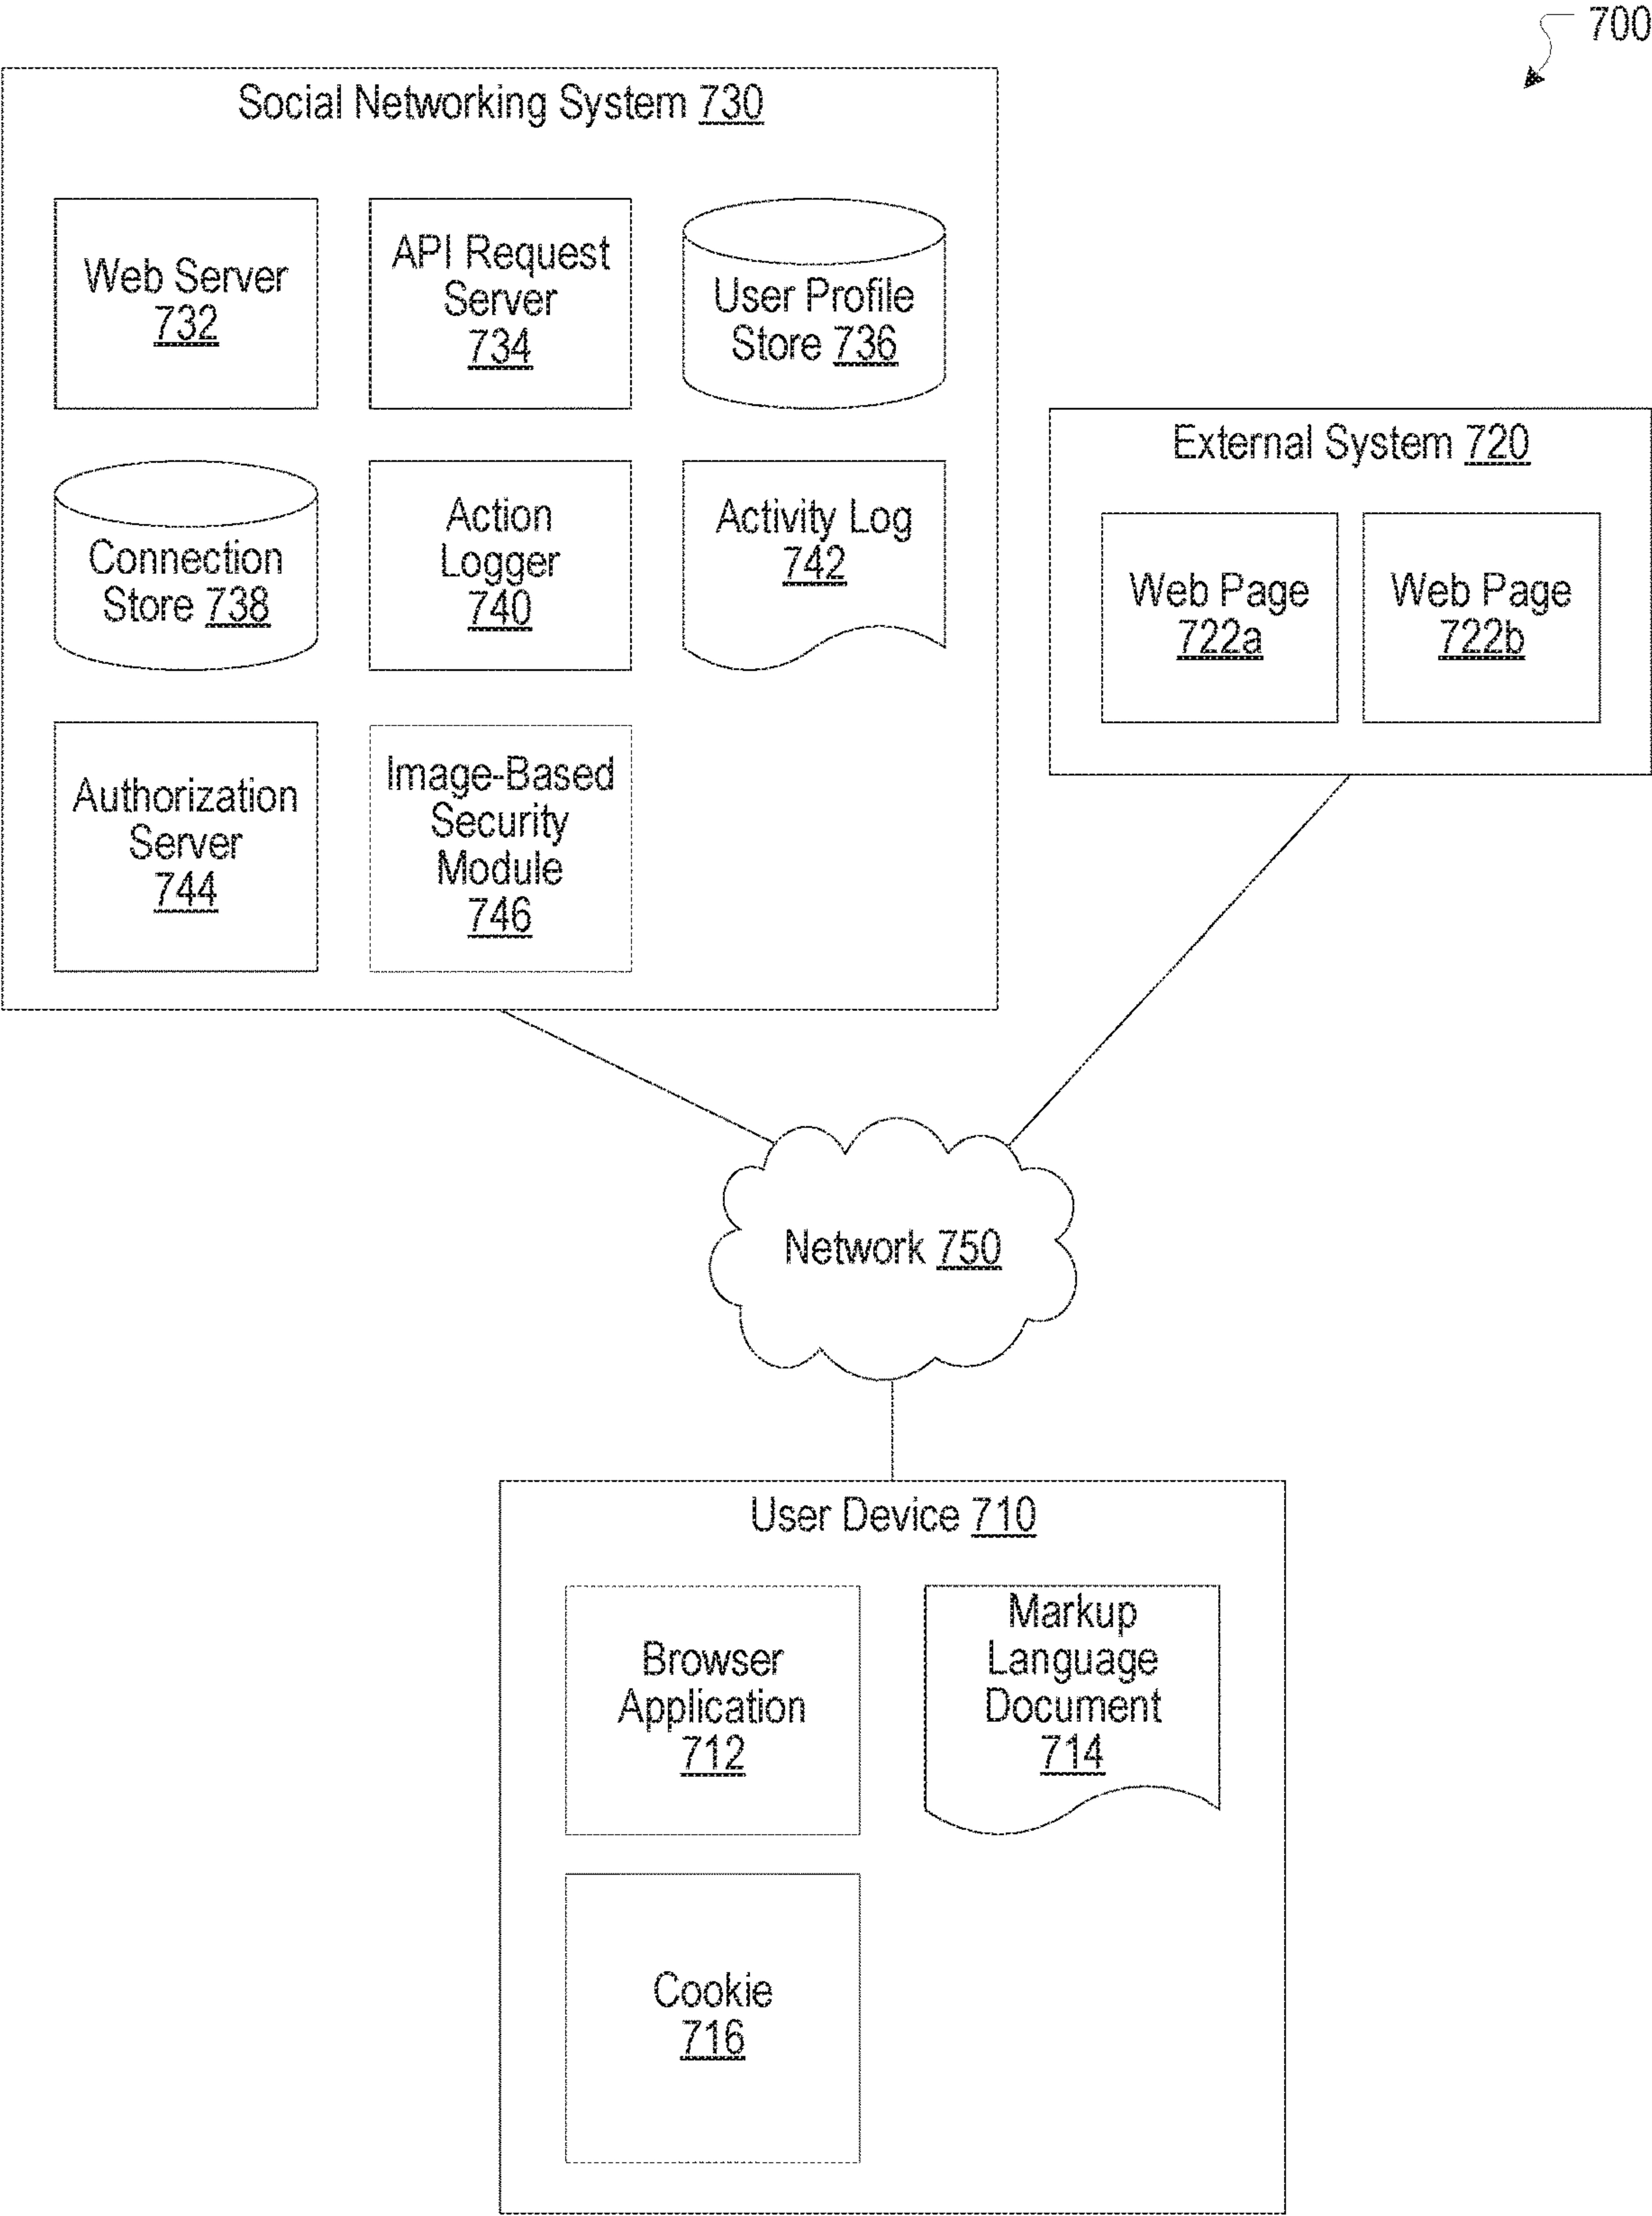 700
Social Networking System 730
Web Server
732
API Request
Server
734
User Profile
Store 736
Connection
Store 738
Action
Logger
740
Activity Log
742
Authorization
Server
744
Image-Based
Security
Module
746
External System 720
Web Page
722a
Web Page
722b
Network 750
User Device 710
Browser
Application
712
Markup
Language
Document
714
Cookie
716